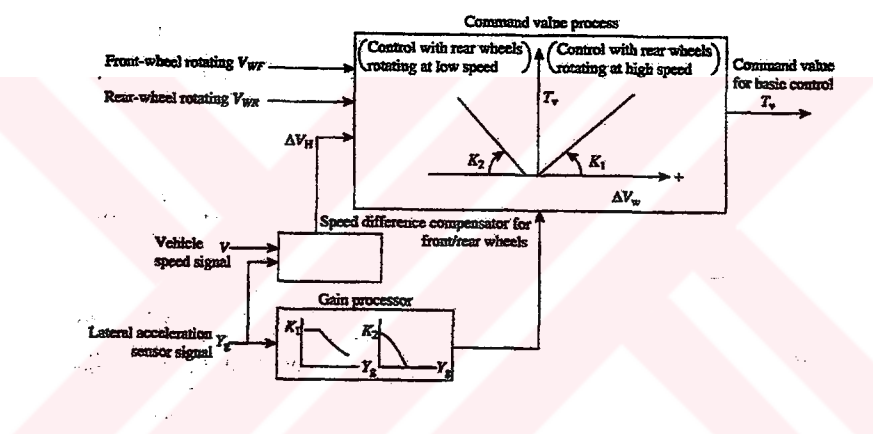 Command value process
(Control with rear wheels rotating at low speed)
(Control with rear wheels rotating at high speed)
Front-wheel rotating V_WF
Rear-wheel rotating V_WR
ΔV_H
T_v
K_2
K_1
+
ΔV_w
Command value
for basic control
T_v
Speed difference compensator for
front/rear wheels
Vehicle V
speed signal
Gain processor
Lateral acceleration Y_g
sensor signal
K_1
Y_g
K_2
Y_g